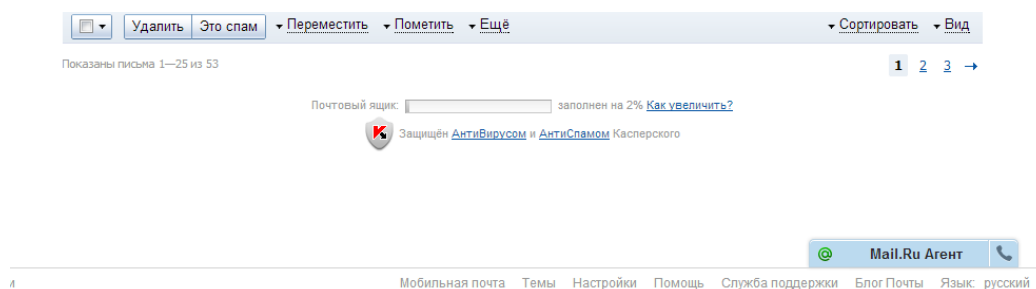 Удалить Это спам Переместить Пометить Ещё Сортировать Вид
Показаны письма 1—25 из 53 1 2 3 →
Почтовый ящик: заполнен на 2% Как увеличить?
Защищён АнтиВирусом и АнтиСпамом Касперского
@ Mail.Ru Агент
Мобильная почта Темы Настройки Помощь Служба поддержки Блог Почты Язык: русский